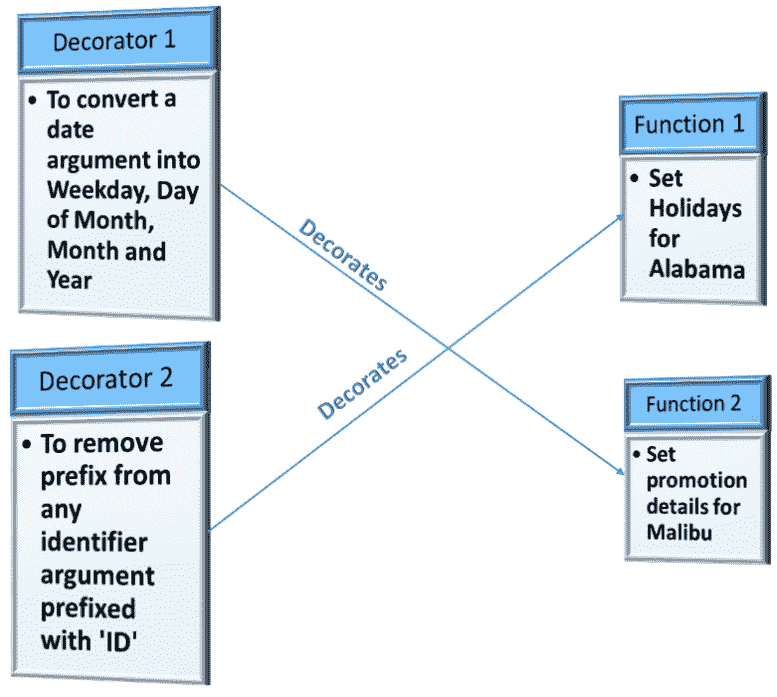 Decorator 1
• To convert a
date
argument into
Weekday, Day
of Month,
Month and
Year
Decorator 2
• To remove
prefix from
any
identifier
argument
prefixed
with 'ID'
Decorates
Decorates
Function 1
• Set
Holidays
for
Alabama
Function 2
• Set
promotion
details for
Malibu